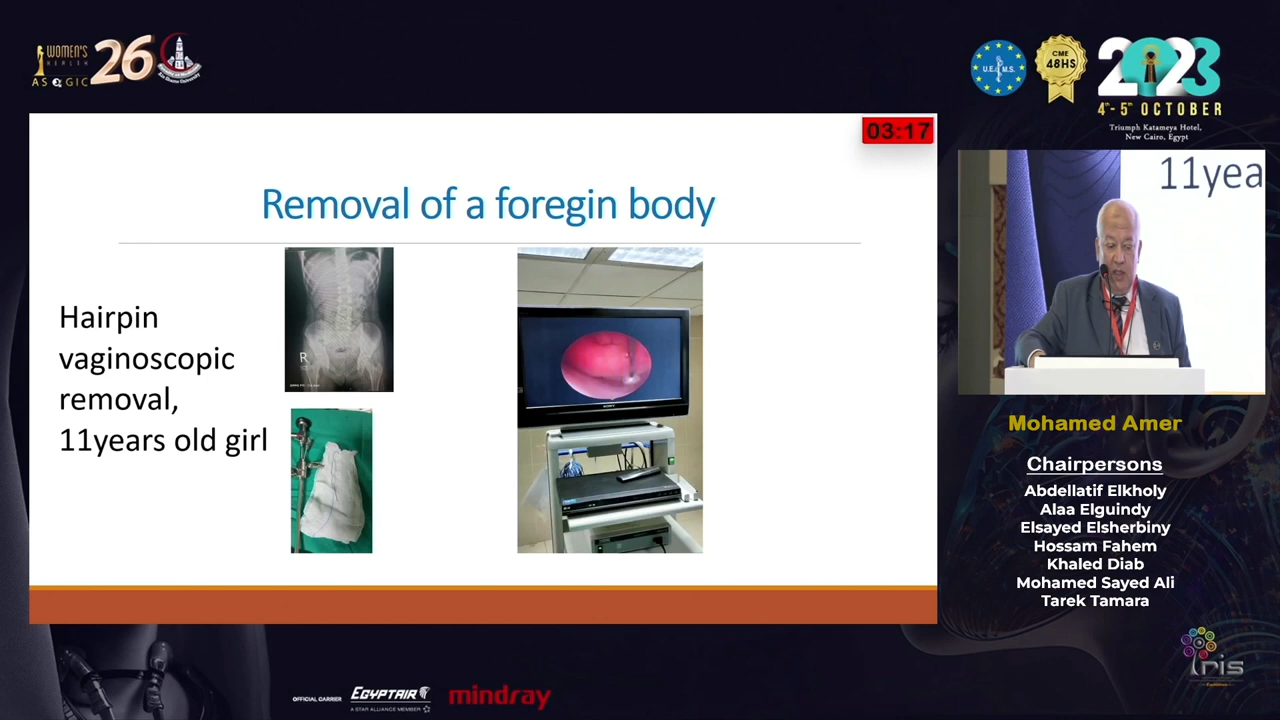 WOMEN'S
HEALTH
ASOGIC
26
U.E.M.S.
CME
48HS
2023
4th- 5th OCTOBER
Triumph Katameya Hotel,
New Cairo, Egypt
03:17
Removal of a foregin body
Hairpin
vaginoscopic
removal,
11years old girl
R
SONY
11yea
Mohamed Amer
Chairpersons
Abdellatif Elkholy
Alaa Elguindy
Elsayed Elsherbiny
Hossam Fahem
Khaled Diab
Mohamed Sayed Ali
Tarek Tamara
OFFICIAL CARRIER
EGYPTAIR
A STAR ALLIANCE MEMBER
mindray
Iris